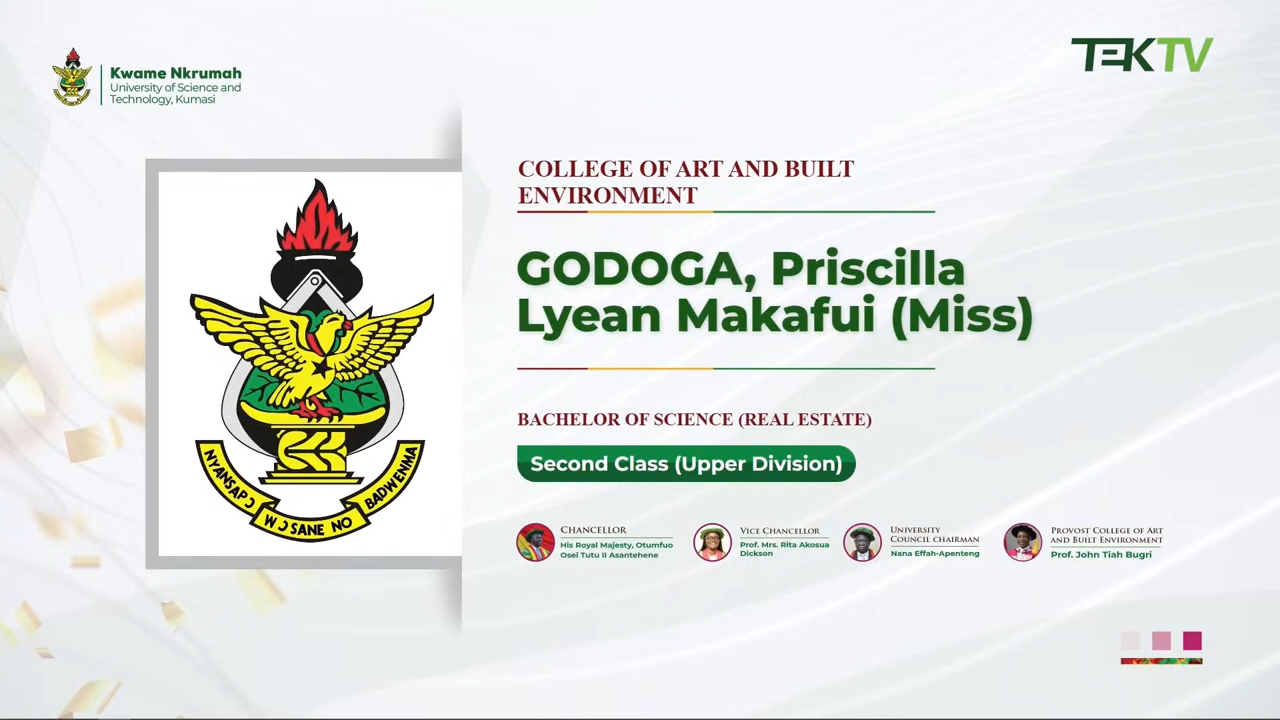 Kwame Nkrumah
University of Science and
Technology, Kumasi
TEKTV
NYANSAPƆ WƆSANE NO BADWENMA
COLLEGE OF ART AND BUILT
ENVIRONMENT
GODOGA, Priscilla
Lyean Makafui (Miss)
BACHELOR OF SCIENCE (REAL ESTATE)
Second Class (Upper Division)
CHANCELLOR
His Royal Majesty, Otumfuo
Osei Tutu II Asantehene
VICE CHANCELLOR
Prof. Mrs. Rita Akosua
Dickson
UNIVERSITY
COUNCIL CHAIRMAN
Nana Effah-Apenteng
PROVOST COLLEGE OF ART
AND BUILT ENVIRONMENT
Prof. John Tiah Bugri